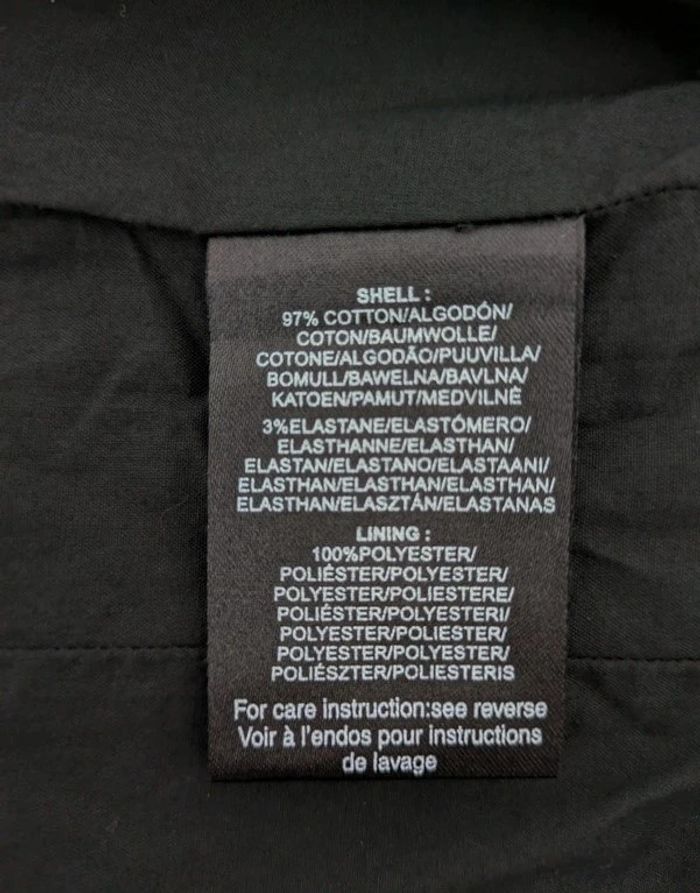 SHELL :
97% COTTON/ALGODÓN/
COTON/BAUMWOLLE/
COTONE/ALGODÃO/PUUVILLA/
BOMULL/BAWELNA/BAVLNA/
KATOEN/PAMUT/MEDVILNĖ
3%ELASTANE/ELASTÓMERO/
ELASTHANNE/ELASTHAN/
ELASTAN/ELASTANO/ELASTAANI/
ELASTHAN/ELASTHAN/ELASTHAN/
ELASTHAN/ELASZTÁN/ELASTANAS
LINING :
100%POLYESTER/
POLIÉSTER/POLYESTER/
POLYESTER/POLIESTERE/
POLIÉSTER/POLYESTERI/
POLYESTER/POLIESTER/
POLYESTER/POLYESTER/
POLIÉSZTER/POLIESTERIS
For care instruction:see reverse
Voir à l'endos pour instructions
de lavage